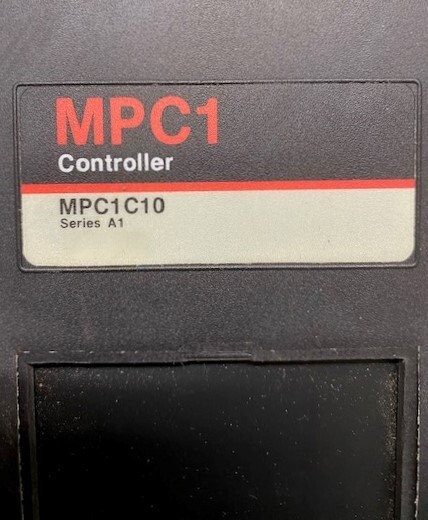 MPC1
Controller
MPC1C10
Series A1